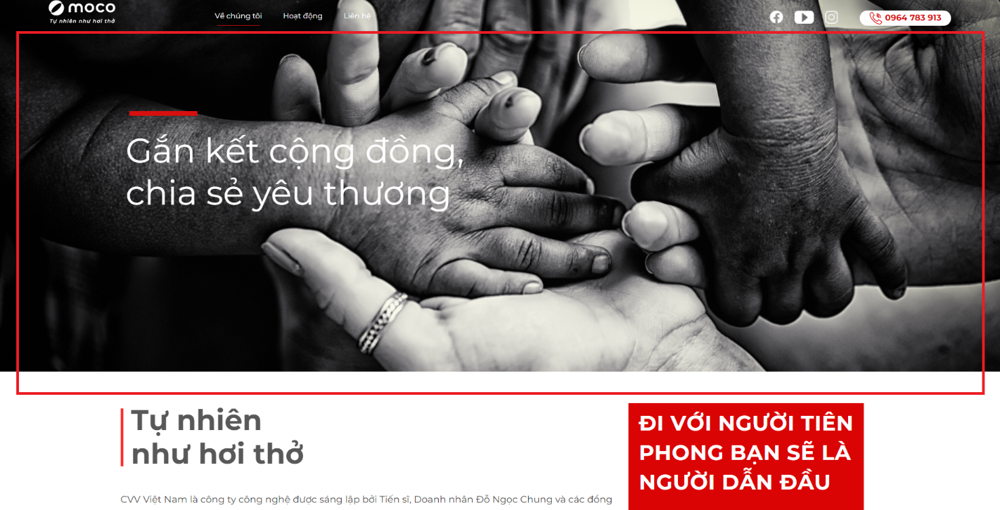 moco
Tự nhiên như hơi thở
Về chúng tôi
Hoạt động
Liên hệ
0964 783 913
Gắn kết cộng đồng,
chia sẻ yêu thương
Tự nhiên
như hơi thở
ĐI VỚI NGƯỜI TIÊN
PHONG BẠN SẼ LÀ
NGƯỜI DẪN ĐẦU
CVV Việt Nam là công ty công nghệ được sáng lập bởi Tiến sĩ, Doanh nhân Đỗ Ngọc Chung và các đồng